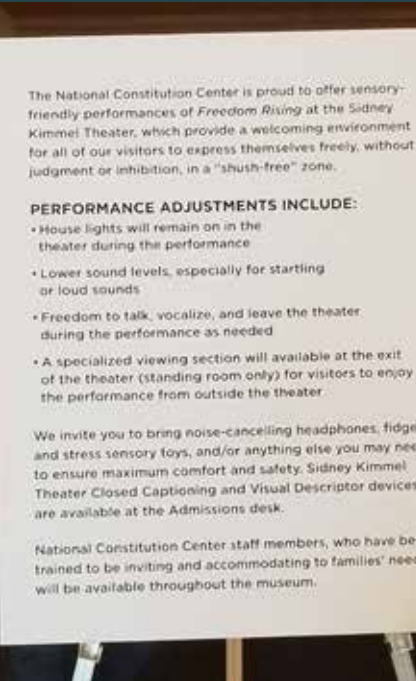 The National Constitution Center is proud to offer sensory-
friendly performances of Freedom Rising at the Sidney
Kimmel Theater, which provide a welcoming environment
for all of our visitors to express themselves freely, without
judgment or inhibition, in a "shush-free" zone.
PERFORMANCE ADJUSTMENTS INCLUDE:
• House lights will remain on in the
theater during the performance
• Lower sound levels, especially for startling
or loud sounds
• Freedom to talk, vocalize, and leave the theater
during the performance as needed
• A specialized viewing section will available at the exit
of the theater (standing room only) for visitors to enjoy
the performance from outside the theater
We invite you to bring noise-cancelling headphones, fidge
and stress sensory toys, and/or anything else you may nee
to ensure maximum comfort and safety. Sidney Kimmel
Theater Closed Captioning and Visual Descriptor devices
are available at the Admissions desk.
National Constitution Center staff members, who have be
trained to be inviting and accommodating to families' need
will be available throughout the museum.